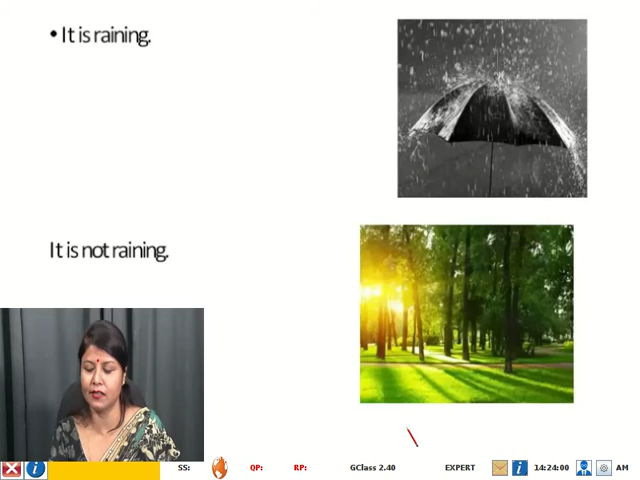 • It is raining.
It is not raining.
SS: QP: RP: GClass 2.40 EXPERT 14:24:00 AM